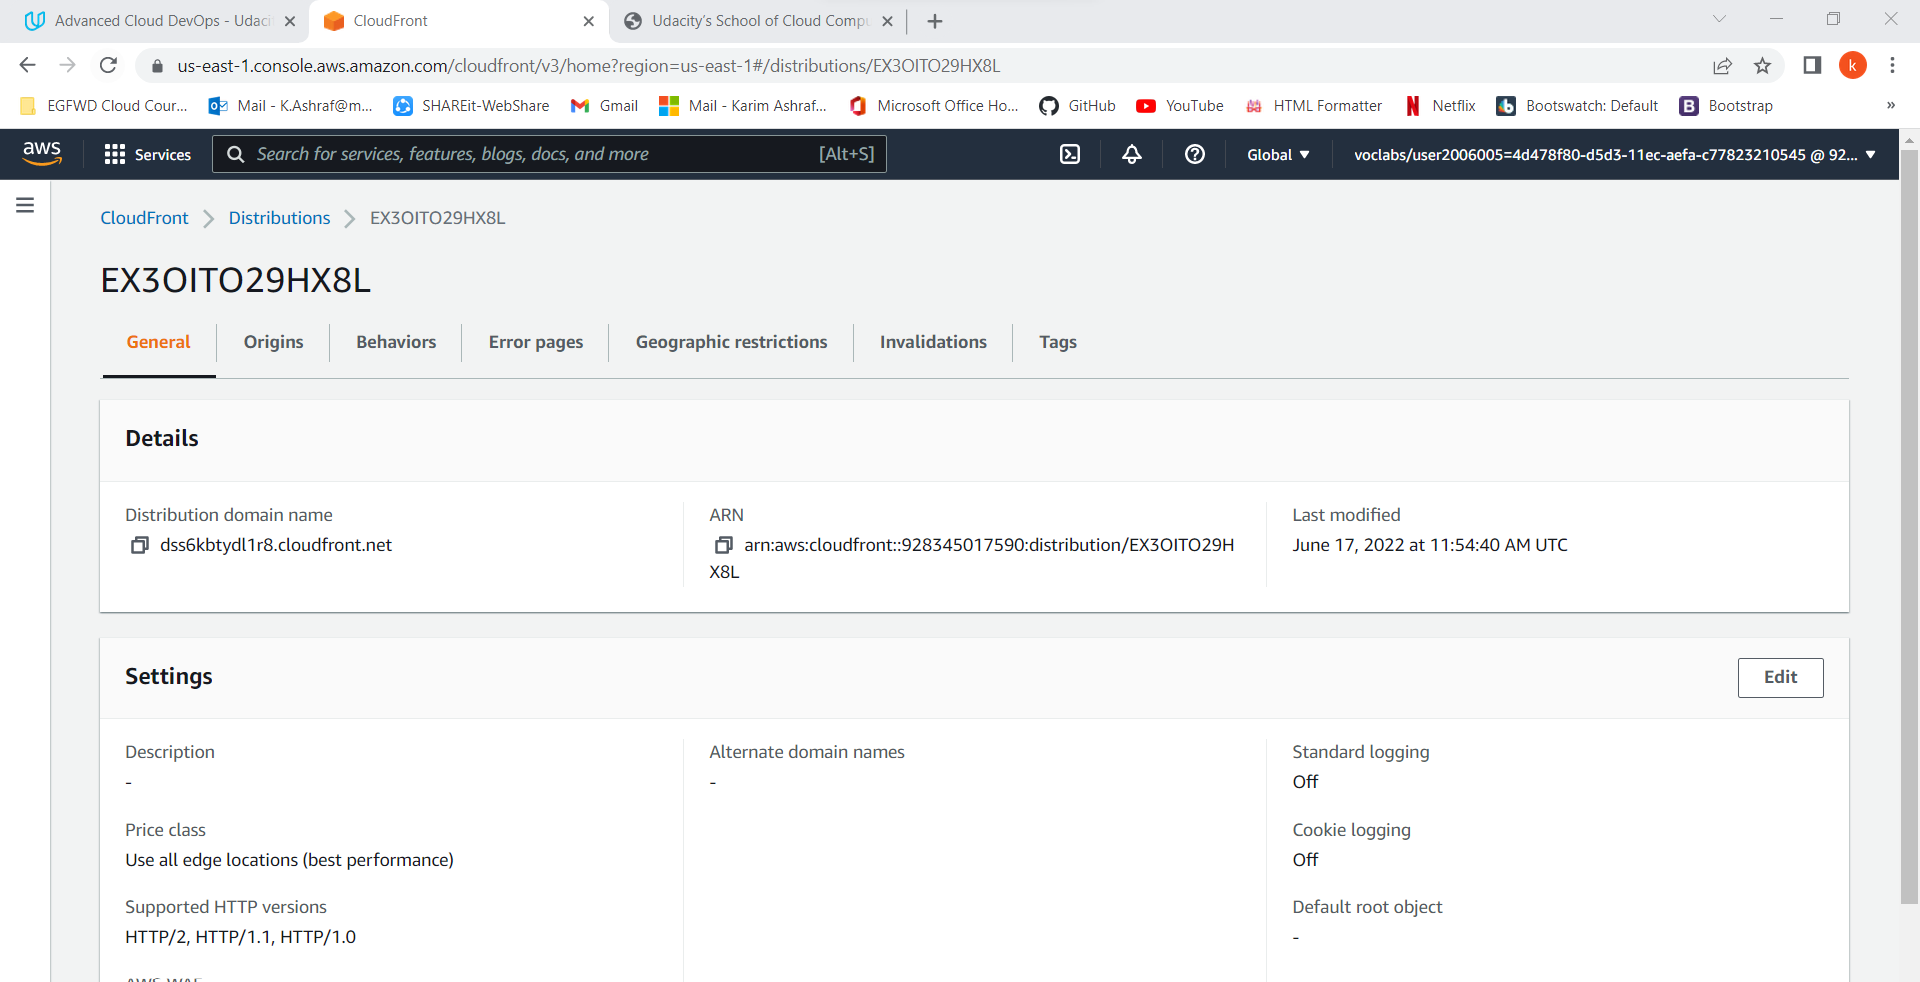 Advanced Cloud DevOps - Udaci
CloudFront
Udacity's School of Cloud Compu
us-east-1.console.aws.amazon.com/cloudfront/v3/home?region=us-east-1#/distributions/EX3OITO29HX8L
k
EGFWD Cloud Cour...
Mail - K.Ashraf@m...
SHAREit-WebShare
Gmail
Mail - Karim Ashraf...
Microsoft Office Ho...
GitHub
YouTube
HTML Formatter
Netflix
Bootswatch: Default
Bootstrap
»
aws
Services
Search for services, features, blogs, docs, and more
[Alt+S]
Global
voclabs/user2006005=4d478f80-d5d3-11ec-aefa-c77823210545 @ 92...
CloudFront
Distributions
EX3OITO29HX8L
EX3OITO29HX8L
General
Origins
Behaviors
Error pages
Geographic restrictions
Invalidations
Tags
Details
Distribution domain name
dss6kbtydl1r8.cloudfront.net
ARN
arn:aws:cloudfront::928345017590:distribution/EX3OITO29H
X8L
Last modified
June 17, 2022 at 11:54:40 AM UTC
Settings
Edit
Description
-
Price class
Use all edge locations (best performance)
Supported HTTP versions
HTTP/2, HTTP/1.1, HTTP/1.0
Alternate domain names
-
Standard logging
Off
Cookie logging
Off
Default root object
-